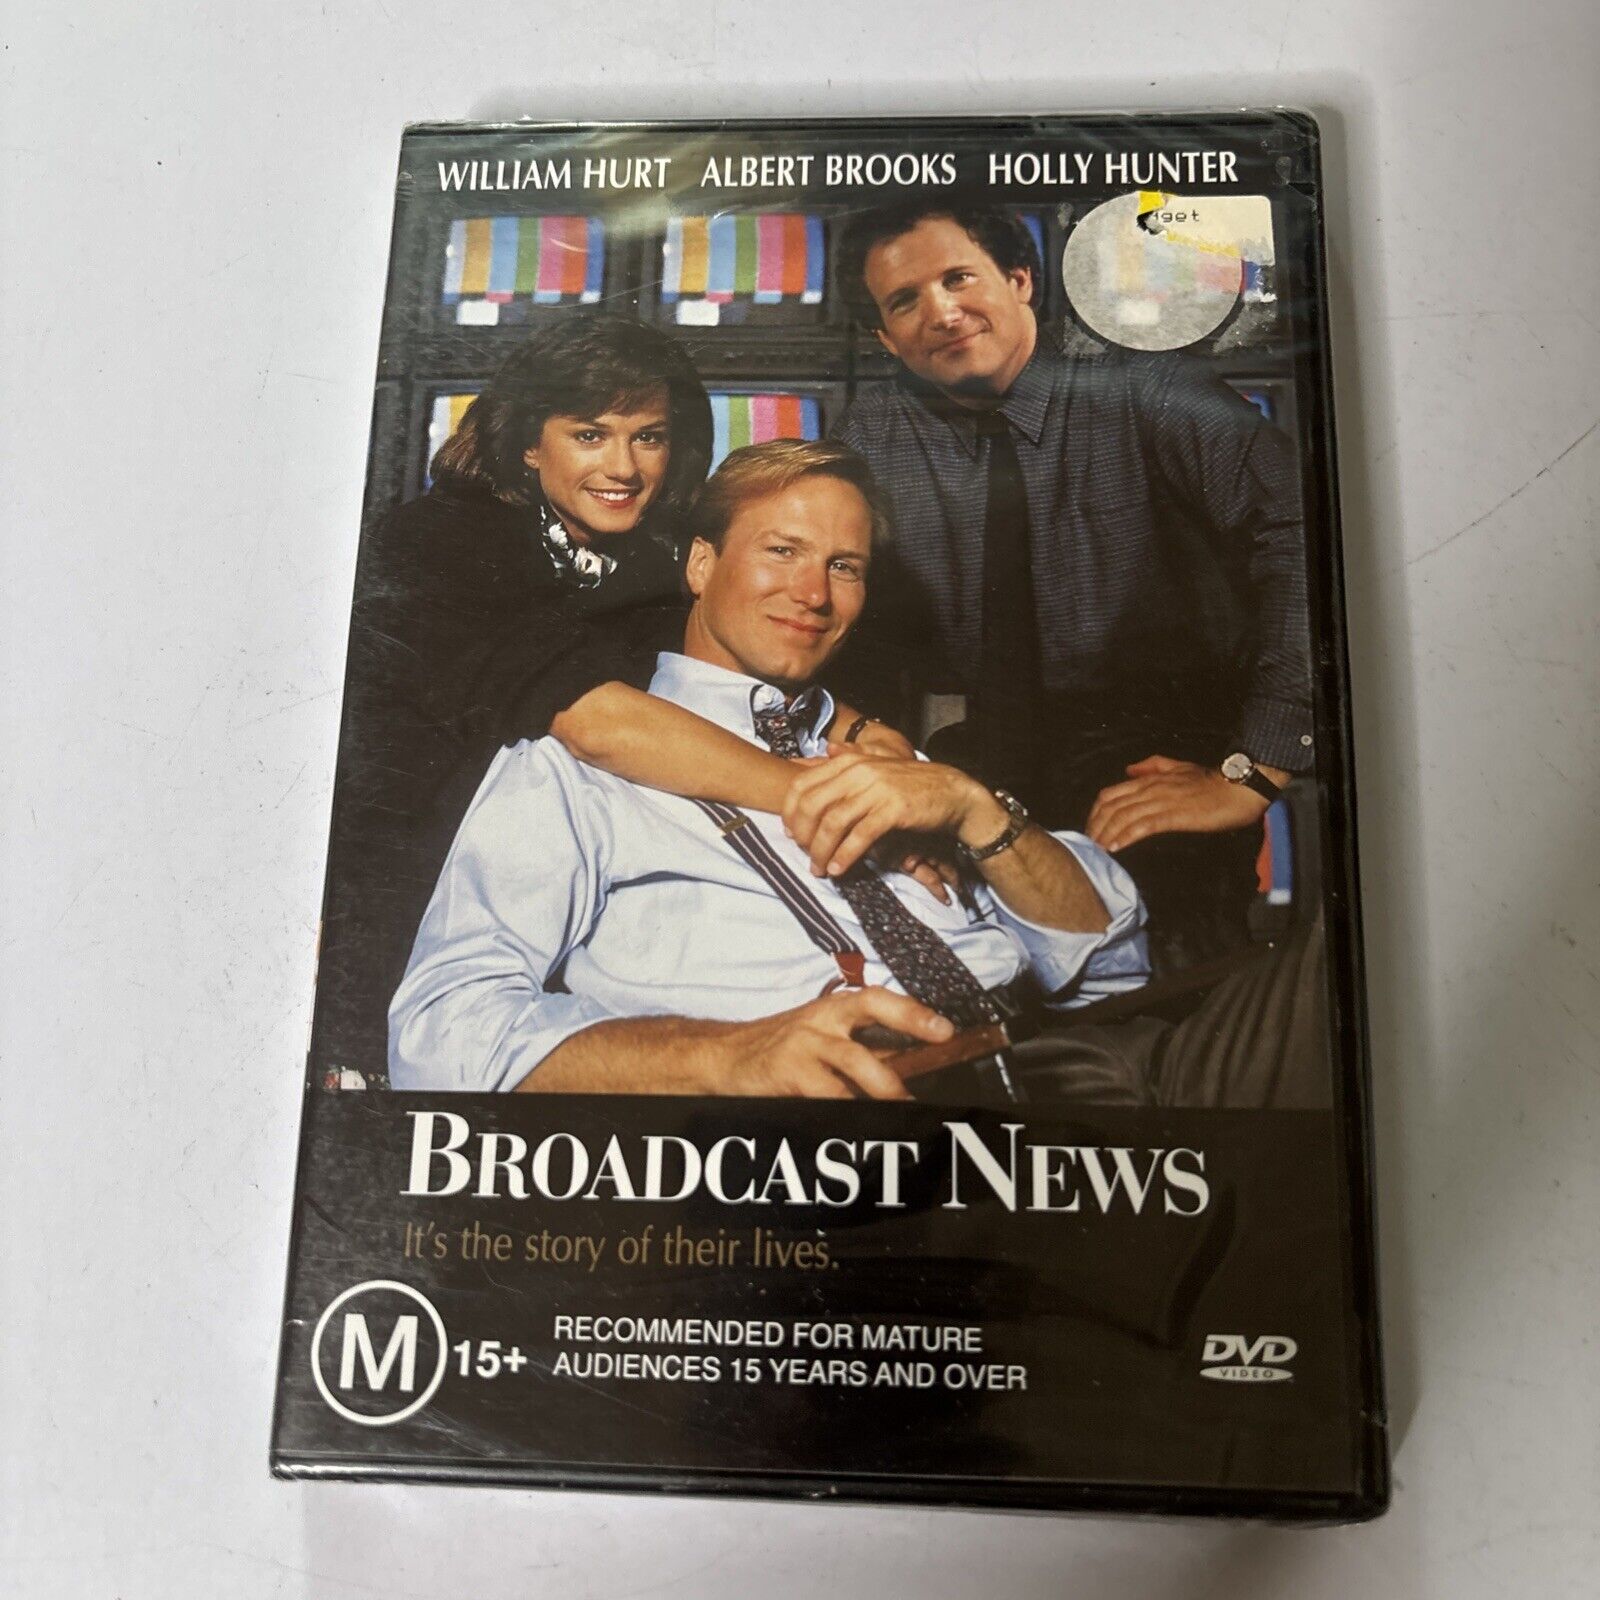 WILLIAM HURT ALBERT BROOKS HOLLY HUNTER
BROADCAST NEWS
It's the story of their lives.
M 15+
RECOMMENDED FOR MATURE
AUDIENCES 15 YEARS AND OVER
DVD
VIDEO